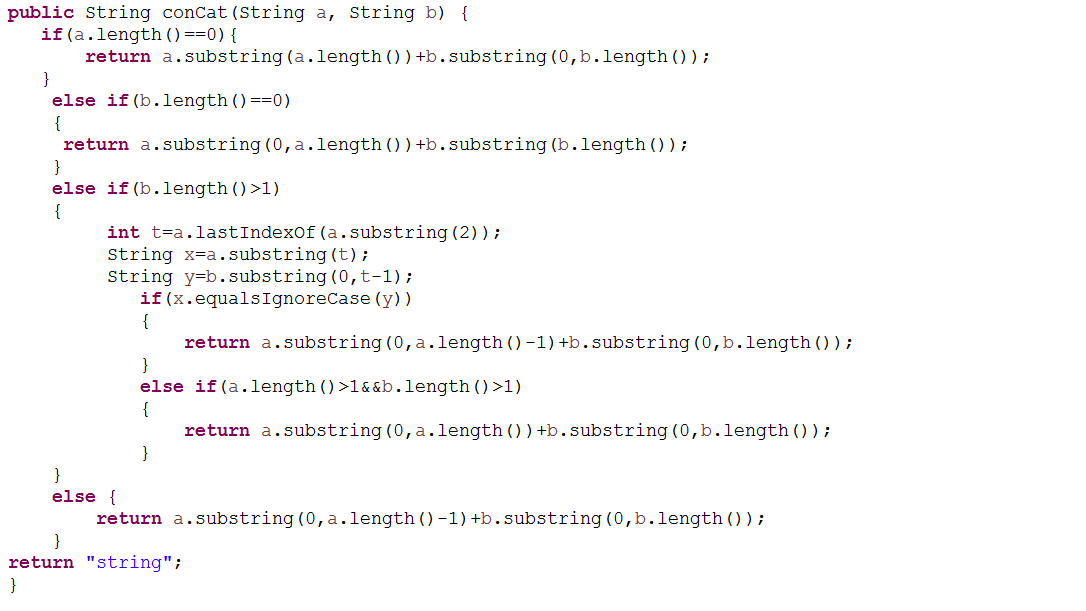 public String conCat(String a, String b) {
if(a.length()==0){
return a.substring(a.length())+b.substring(0,b.length());
}
else if(b.length()==0)
{
return a.substring(0,a.length())+b.substring(b.length());
}
else if(b.length()>1)
{
int t=a.lastIndexOf(a.substring(2));
String x=a.substring(t);
String y=b.substring(0,t-1);
if(x.equalsIgnoreCase(y))
{
return a.substring(0,a.length()-1)+b.substring(0,b.length());
}
else if(a.length()>1&&b.length()>1)
{
return a.substring(0,a.length())+b.substring(0,b.length());
}
}
else {
return a.substring(0,a.length()-1)+b.substring(0,b.length());
}
return "string";
}